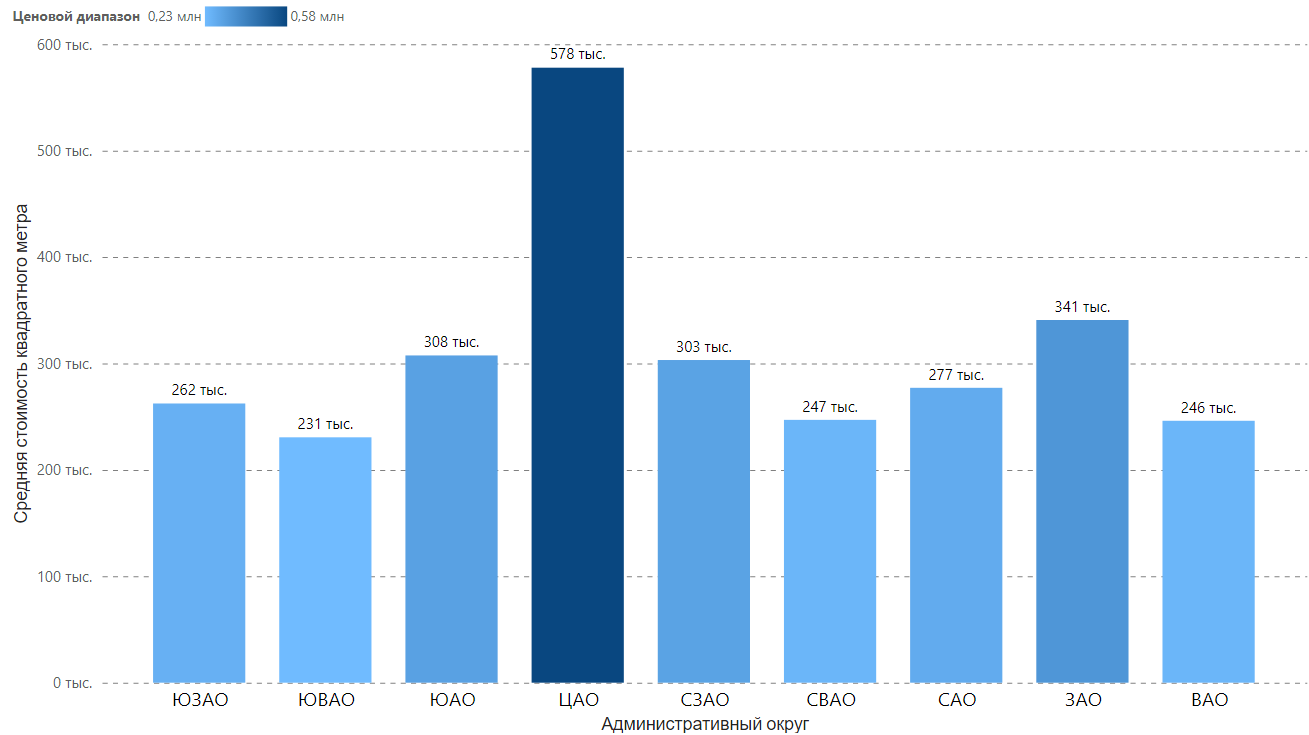 Ценовой диапазон 0,23 млн 0,58 млн
600 тыс.
500 тыс.
400 тыс.
300 тыс.
200 тыс.
100 тыс.
0 тыс.
Средняя стоимость квадратного метра
262 тыс.
231 тыс.
308 тыс.
578 тыс.
303 тыс.
247 тыс.
277 тыс.
341 тыс.
246 тыс.
ЮЗАО ЮВАО ЮАО ЦАО СЗАО СВАО САО ЗАО ВАО
Административный округ